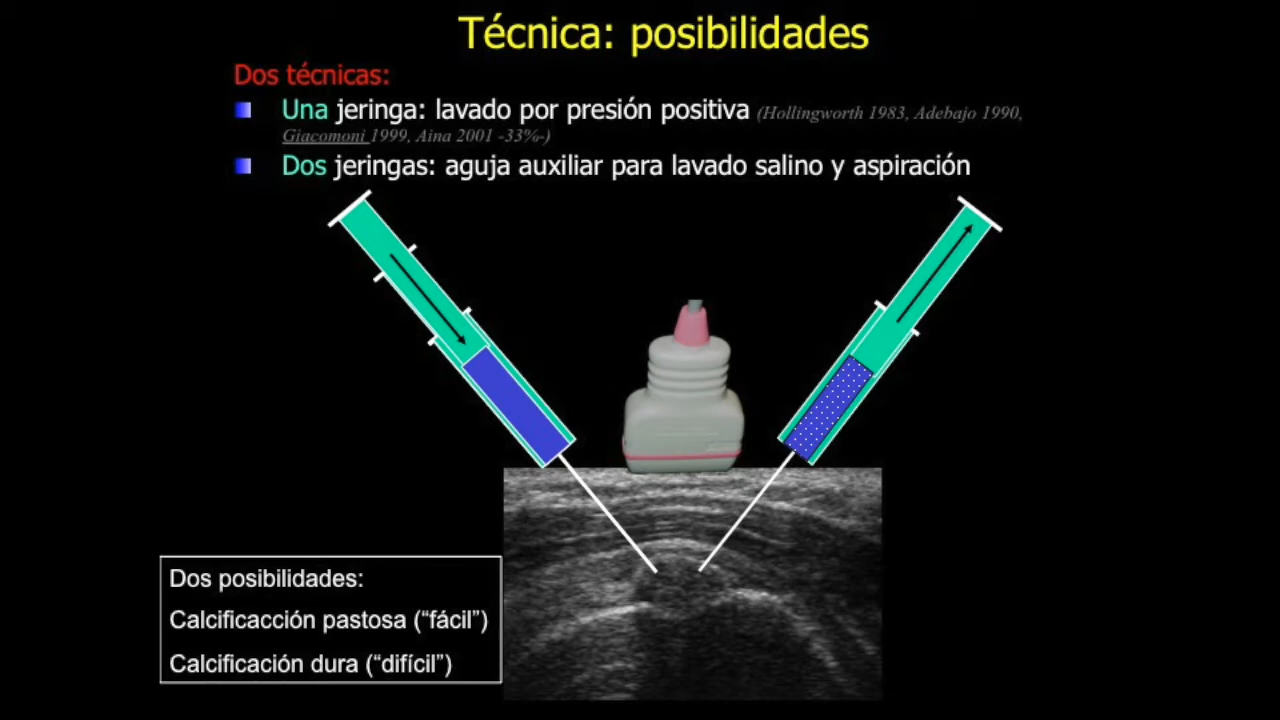 Técnica: posibilidades
Dos técnicas:
Una jeringa: lavado por presión positiva (Hollingworth 1983, Adebajo 1990,
Giacomoni 1999, Aina 2001 -33%-)
Dos jeringas: aguja auxiliar para lavado salino y aspiración
Dos posibilidades:
Calcificacción pastosa (“fácil”)
Calcificación dura (“difícil”)